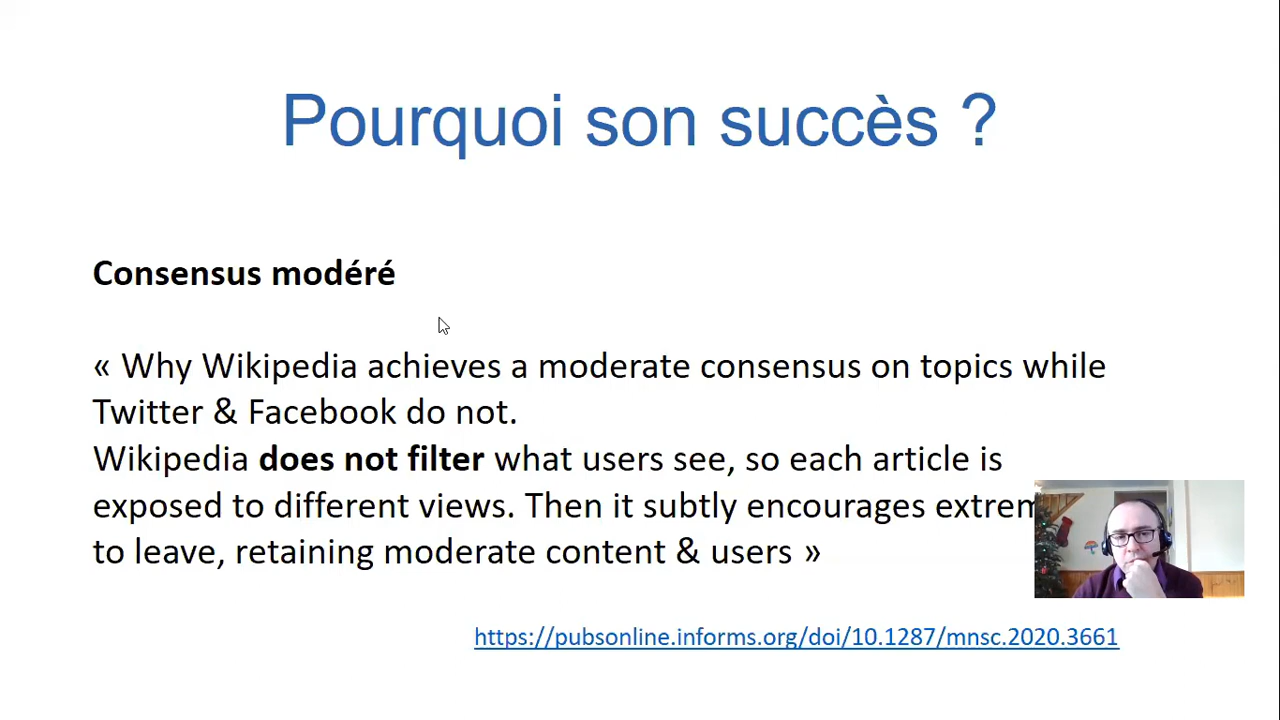 Pourquoi son succès ?
Consensus modéré
« Why Wikipedia achieves a moderate consensus on topics while
Twitter & Facebook do not.
Wikipedia does not filter what users see, so each article is
exposed to different views. Then it subtly encourages
to leave, retaining moderate content & users »
https://pubsonline.informs.org/doi/10.1287/mnsc.2020.3661